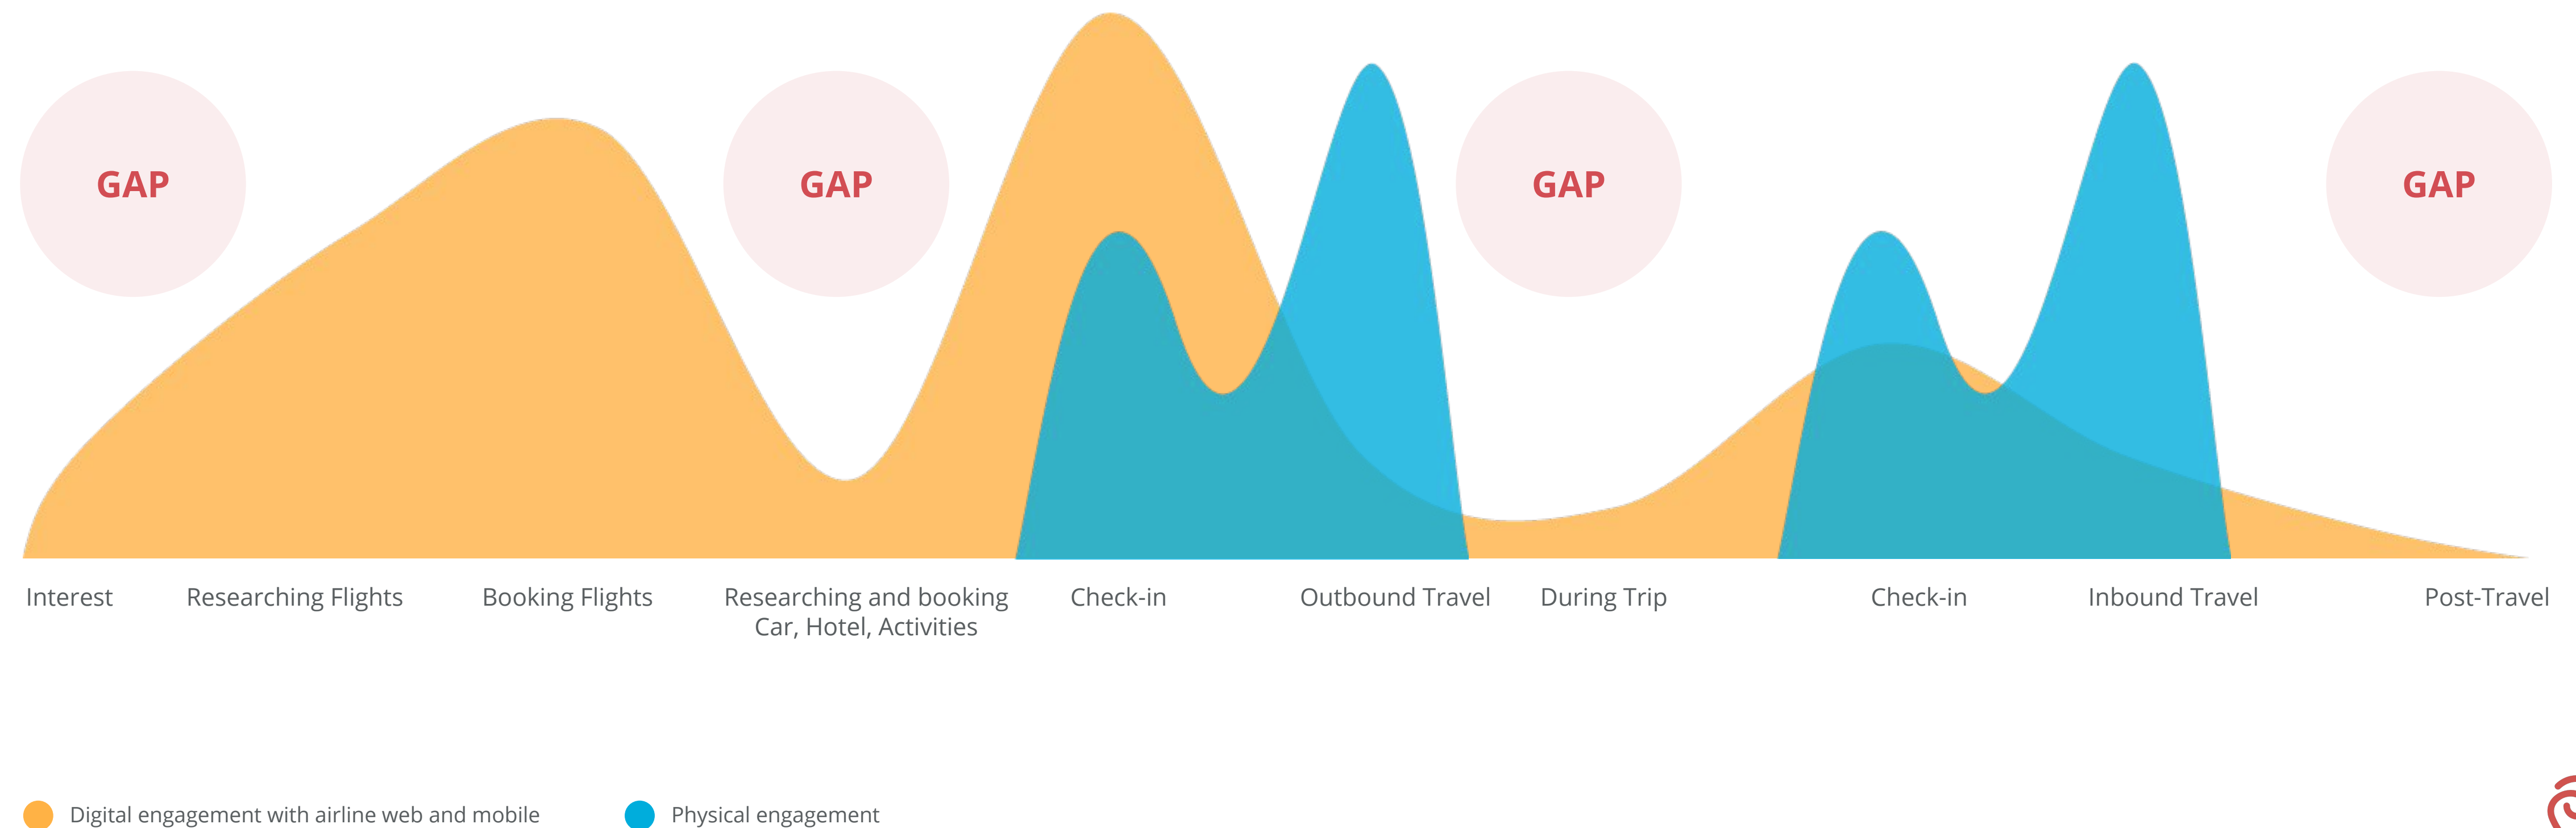 GAP
GAP
GAP
GAP
Interest
Researching Flights
Booking Flights
Researching and booking
Car, Hotel, Activities
Check-in
Outbound Travel
During Trip
Check-in
Inbound Travel
Post-Travel
Digital engagement with airline web and mobile
Physical engagement